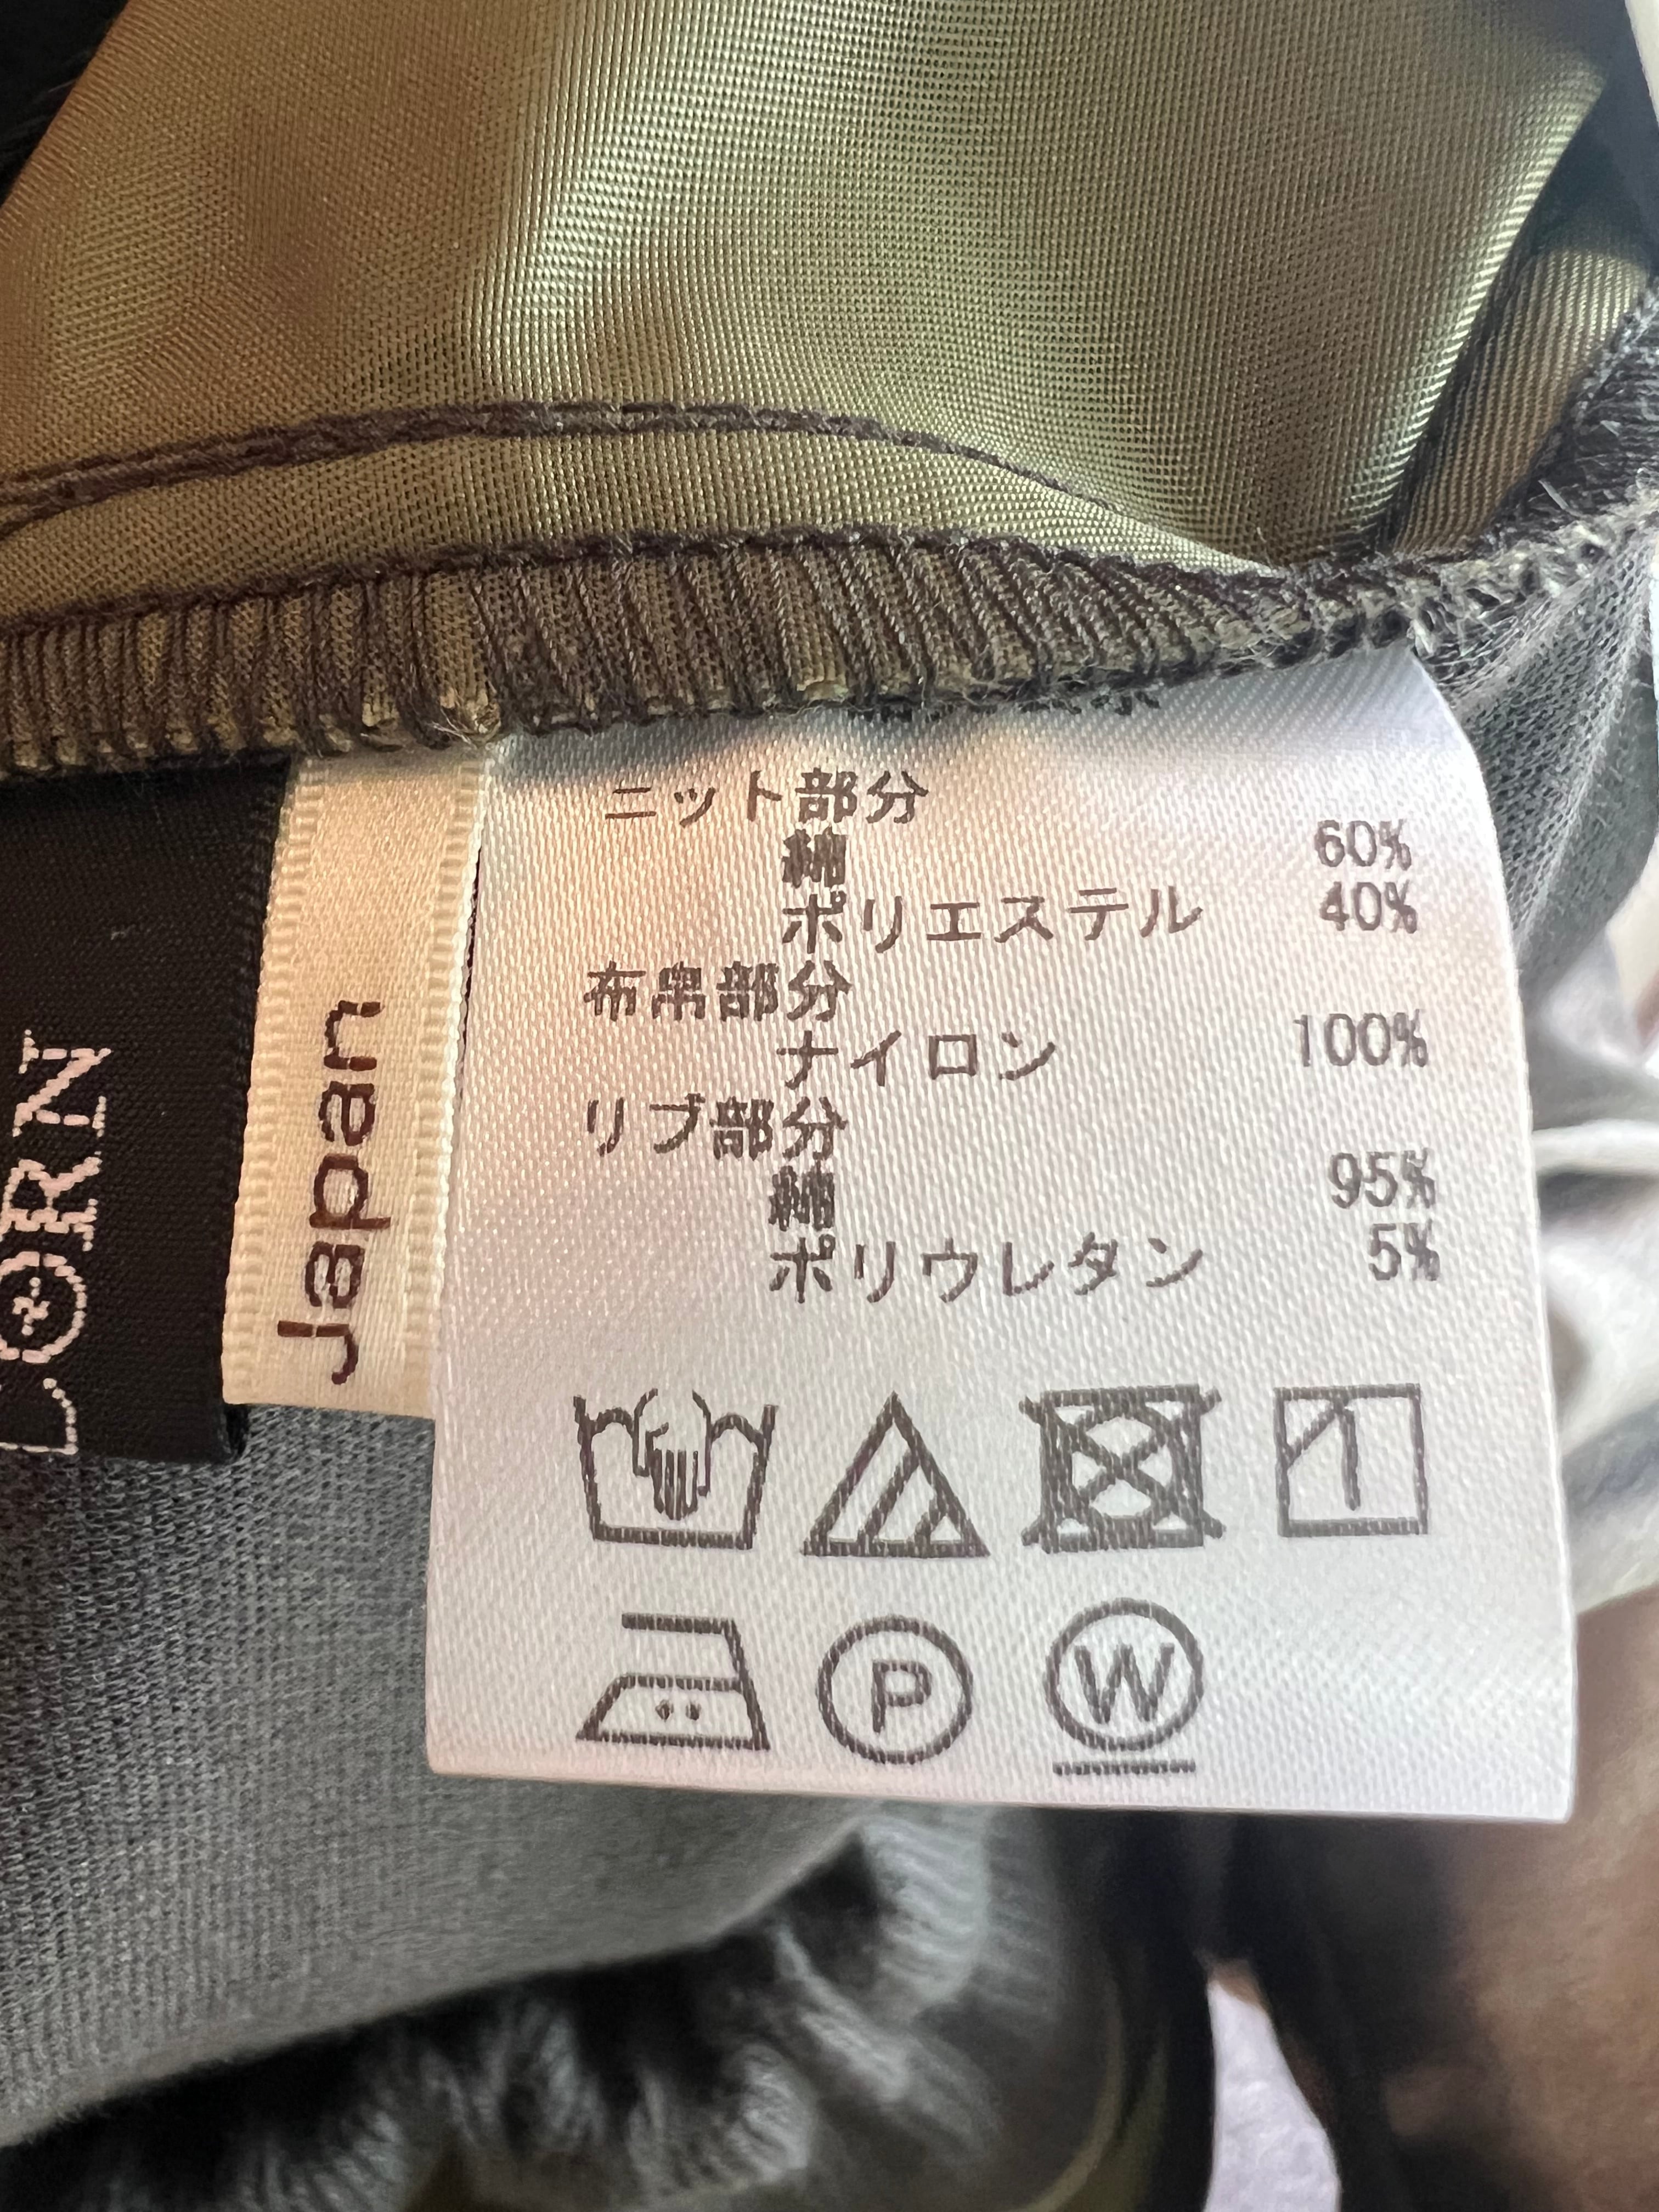 ニット部分
綿 60%
ポリエステル 40%
布帛部分
ナイロン 100%
リブ部分
綿 95%
ポリウレタン 5%
P
W
Japan
LORN